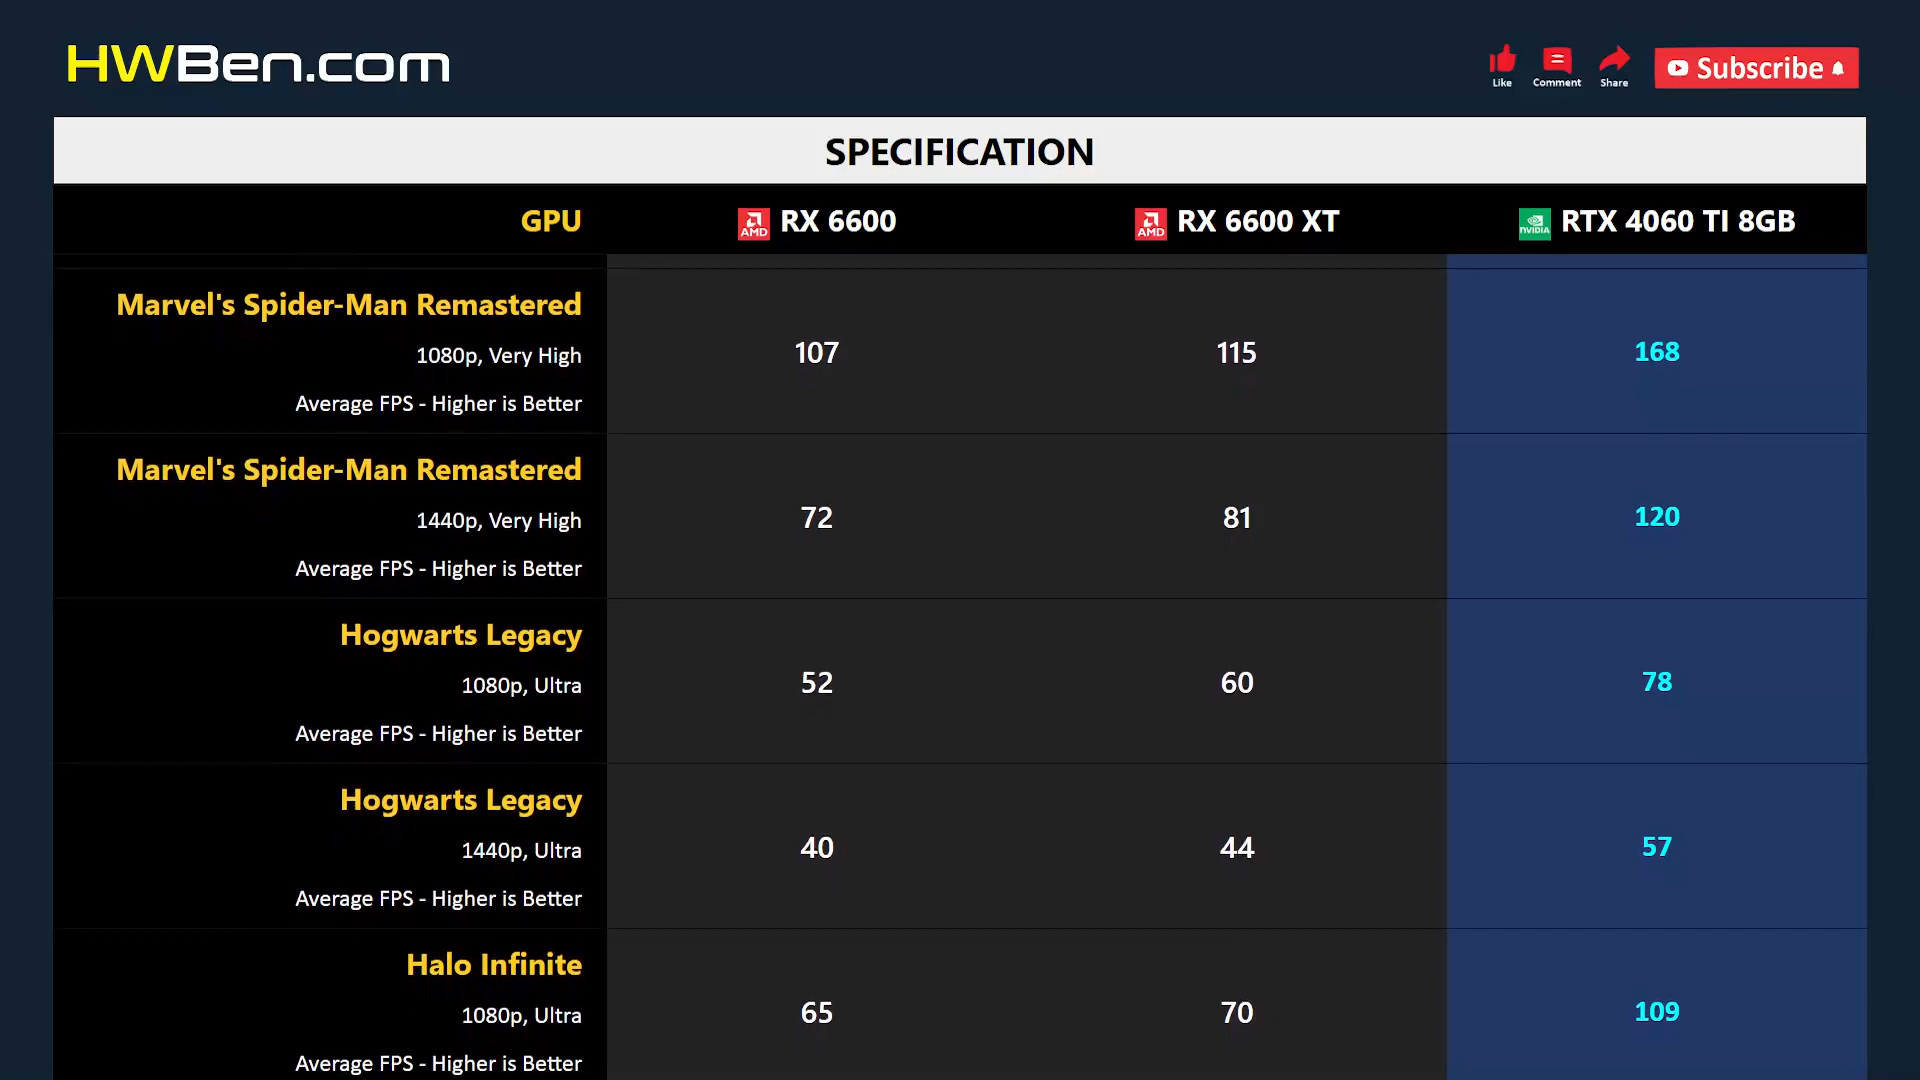 HWBen.com
Like
Comment
Share
Subscribe
SPECIFICATION
GPU
AMD RX 6600
AMD RX 6600 XT
NVIDIA RTX 4060 TI 8GB
Marvel's Spider-Man Remastered
1080p, Very High
Average FPS - Higher is Better
107
115
168
Marvel's Spider-Man Remastered
1440p, Very High
Average FPS - Higher is Better
72
81
120
Hogwarts Legacy
1080p, Ultra
Average FPS - Higher is Better
52
60
78
Hogwarts Legacy
1440p, Ultra
Average FPS - Higher is Better
40
44
57
Halo Infinite
1080p, Ultra
Average FPS - Higher is Better
65
70
109